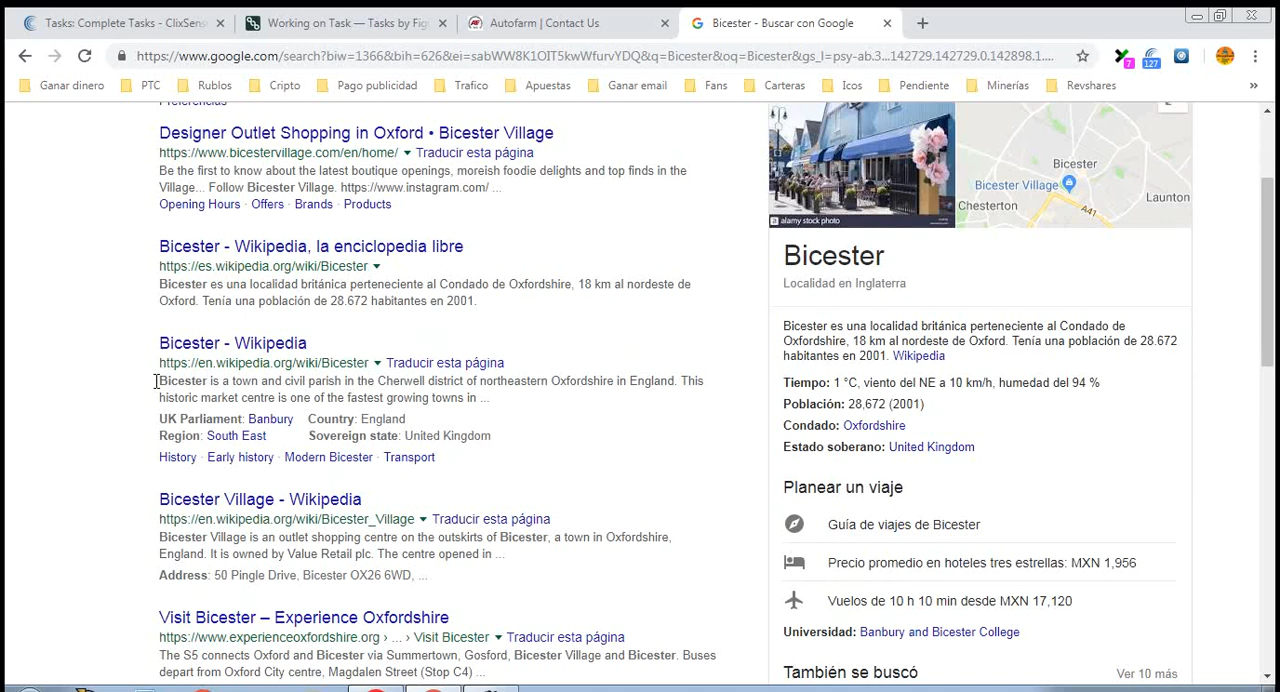 Tasks: Complete Tasks - ClixSens
Working on Task — Tasks by Figu
Autofarm | Contact Us
Bicester - Buscar con Google
https://www.google.com/search?biw=1366&bih=626&ei=sabWW8K1OIT5kwWfurvYDQ&q=Bicester&oq=Bicester&gs_l=psy-ab.3...142729.142729.0.142898.1....
7
127
Ganar dinero
PTC
Rublos
Cripto
Pago publicidad
Trafico
Apuestas
Ganar email
Fans
Carteras
Icos
Pendiente
Minerías
Revshares
»
Preferencias
Designer Outlet Shopping in Oxford • Bicester Village
https://www.bicestervillage.com/en/home/ ▼ Traducir esta página
Be the first to know about the latest boutique openings, moreish foodie delights and top finds in the
Village... Follow Bicester Village. https://www.instagram.com/ ...
Opening Hours · Offers · Brands · Products
Bicester - Wikipedia, la enciclopedia libre
https://es.wikipedia.org/wiki/Bicester ▼
Bicester es una localidad británica perteneciente al Condado de Oxfordshire, 18 km al nordeste de
Oxford. Tenía una población de 28.672 habitantes en 2001.
Bicester - Wikipedia
https://en.wikipedia.org/wiki/Bicester ▼ Traducir esta página
Bicester is a town and civil parish in the Cherwell district of northeastern Oxfordshire in England. This
historic market centre is one of the fastest growing towns in ...
UK Parliament: Banbury Country: England
Region: South East Sovereign state: United Kingdom
History · Early history · Modern Bicester · Transport
Bicester Village - Wikipedia
https://en.wikipedia.org/wiki/Bicester_Village ▼ Traducir esta página
Bicester Village is an outlet shopping centre on the outskirts of Bicester, a town in Oxfordshire,
England. It is owned by Value Retail plc. The centre opened in ...
Address: 50 Pingle Drive, Bicester OX26 6WD, ...
Visit Bicester – Experience Oxfordshire
https://www.experienceoxfordshire.org › ... › Visit Bicester ▼ Traducir esta página
The S5 connects Oxford and Bicester via Summertown, Gosford, Bicester Village and Bicester. Buses
depart from Oxford City centre, Magdalen Street (Stop C4) ...
a alamy stock photo
Bicester
Bicester Village
Chesterton
Launton
A41
Bicester
Localidad en Inglaterra
Bicester es una localidad británica perteneciente al Condado de
Oxfordshire, 18 km al nordeste de Oxford. Tenía una población de 28.672
habitantes en 2001. Wikipedia
Tiempo: 1 °C, viento del NE a 10 km/h, humedad del 94 %
Población: 28,672 (2001)
Condado: Oxfordshire
Estado soberano: United Kingdom
Planear un viaje
Guía de viajes de Bicester
Precio promedio en hoteles tres estrellas: MXN 1,956
Vuelos de 10 h 10 min desde MXN 17,120
Universidad: Banbury and Bicester College
También se buscó
Ver 10 más